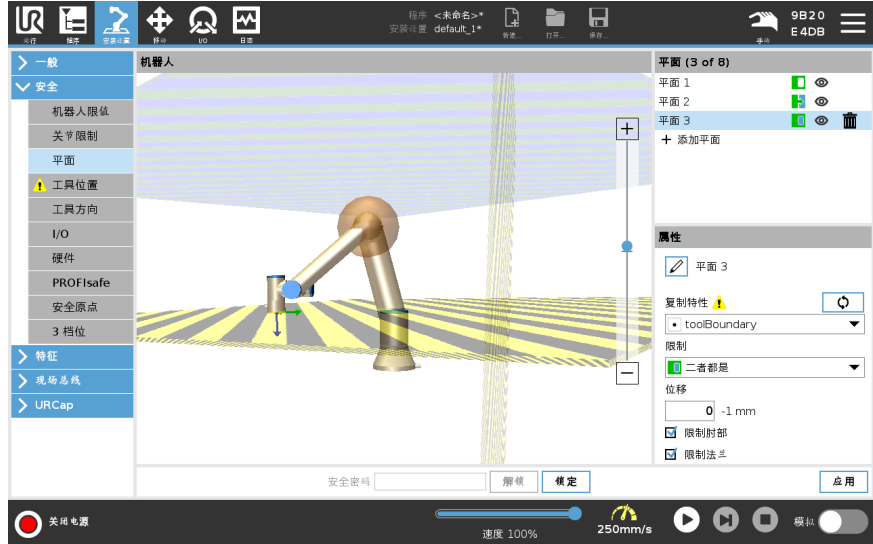 程序 <未命名>*
安装设置 default_1*
新建...
打开...
保存...
手动
9B20
E4DB
运行
程序
安装设置
移动
I/O
日志
一般
安全
机器人限值
关节限制
平面
工具位置
工具方向
I/O
硬件
PROFIsafe
安全原点
3 档位
特征
现场总线
URCap
机器人
平面 (3 of 8)
平面 1
平面 2
平面 3
添加平面
属性
平面 3
复制特性
toolBoundary
限制
二者都是
位移
0 -1 mm
限制肘部
限制法兰
安全密码
解锁
锁定
应用
关闭电源
速度 100%
250mm/s
模拟